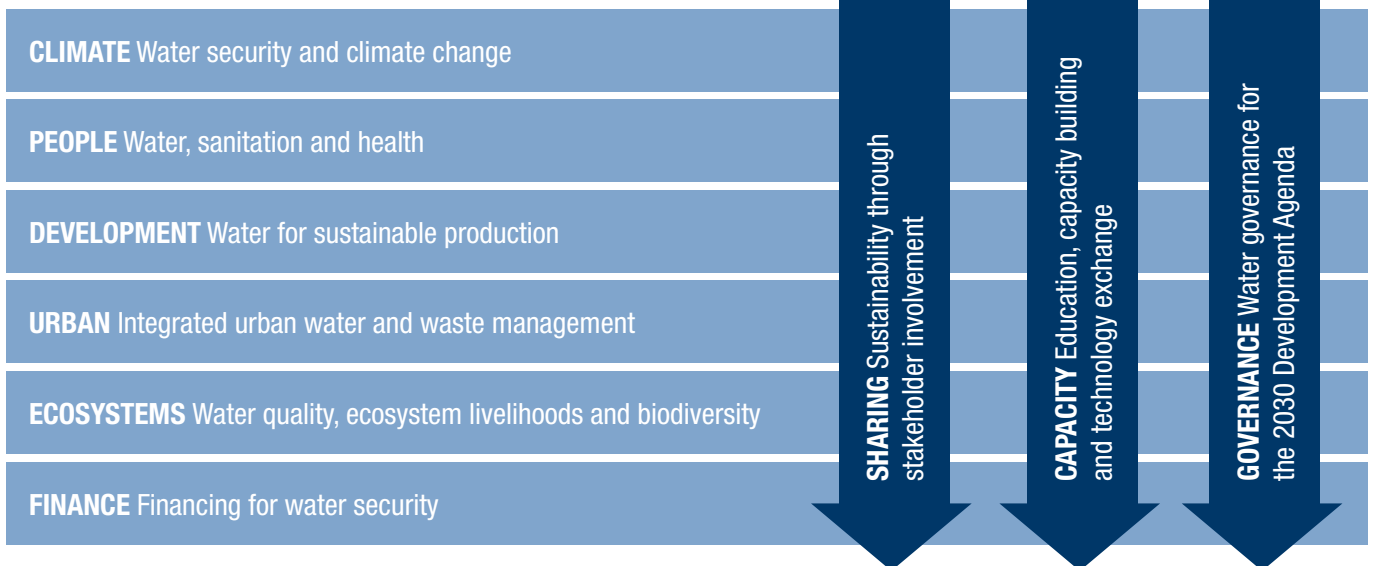 CLIMATE Water security and climate change
PEOPLE Water, sanitation and health
DEVELOPMENT Water for sustainable production
URBAN Integrated urban water and waste management
ECOSYSTEMS Water quality, ecosystem livelihoods and biodiversity
FINANCE Financing for water security
SHARING Sustainability through
stakeholder involvement
CAPACITY Education, capacity building
and technology exchange
GOVERNANCE Water governance for
the 2030 Development Agenda